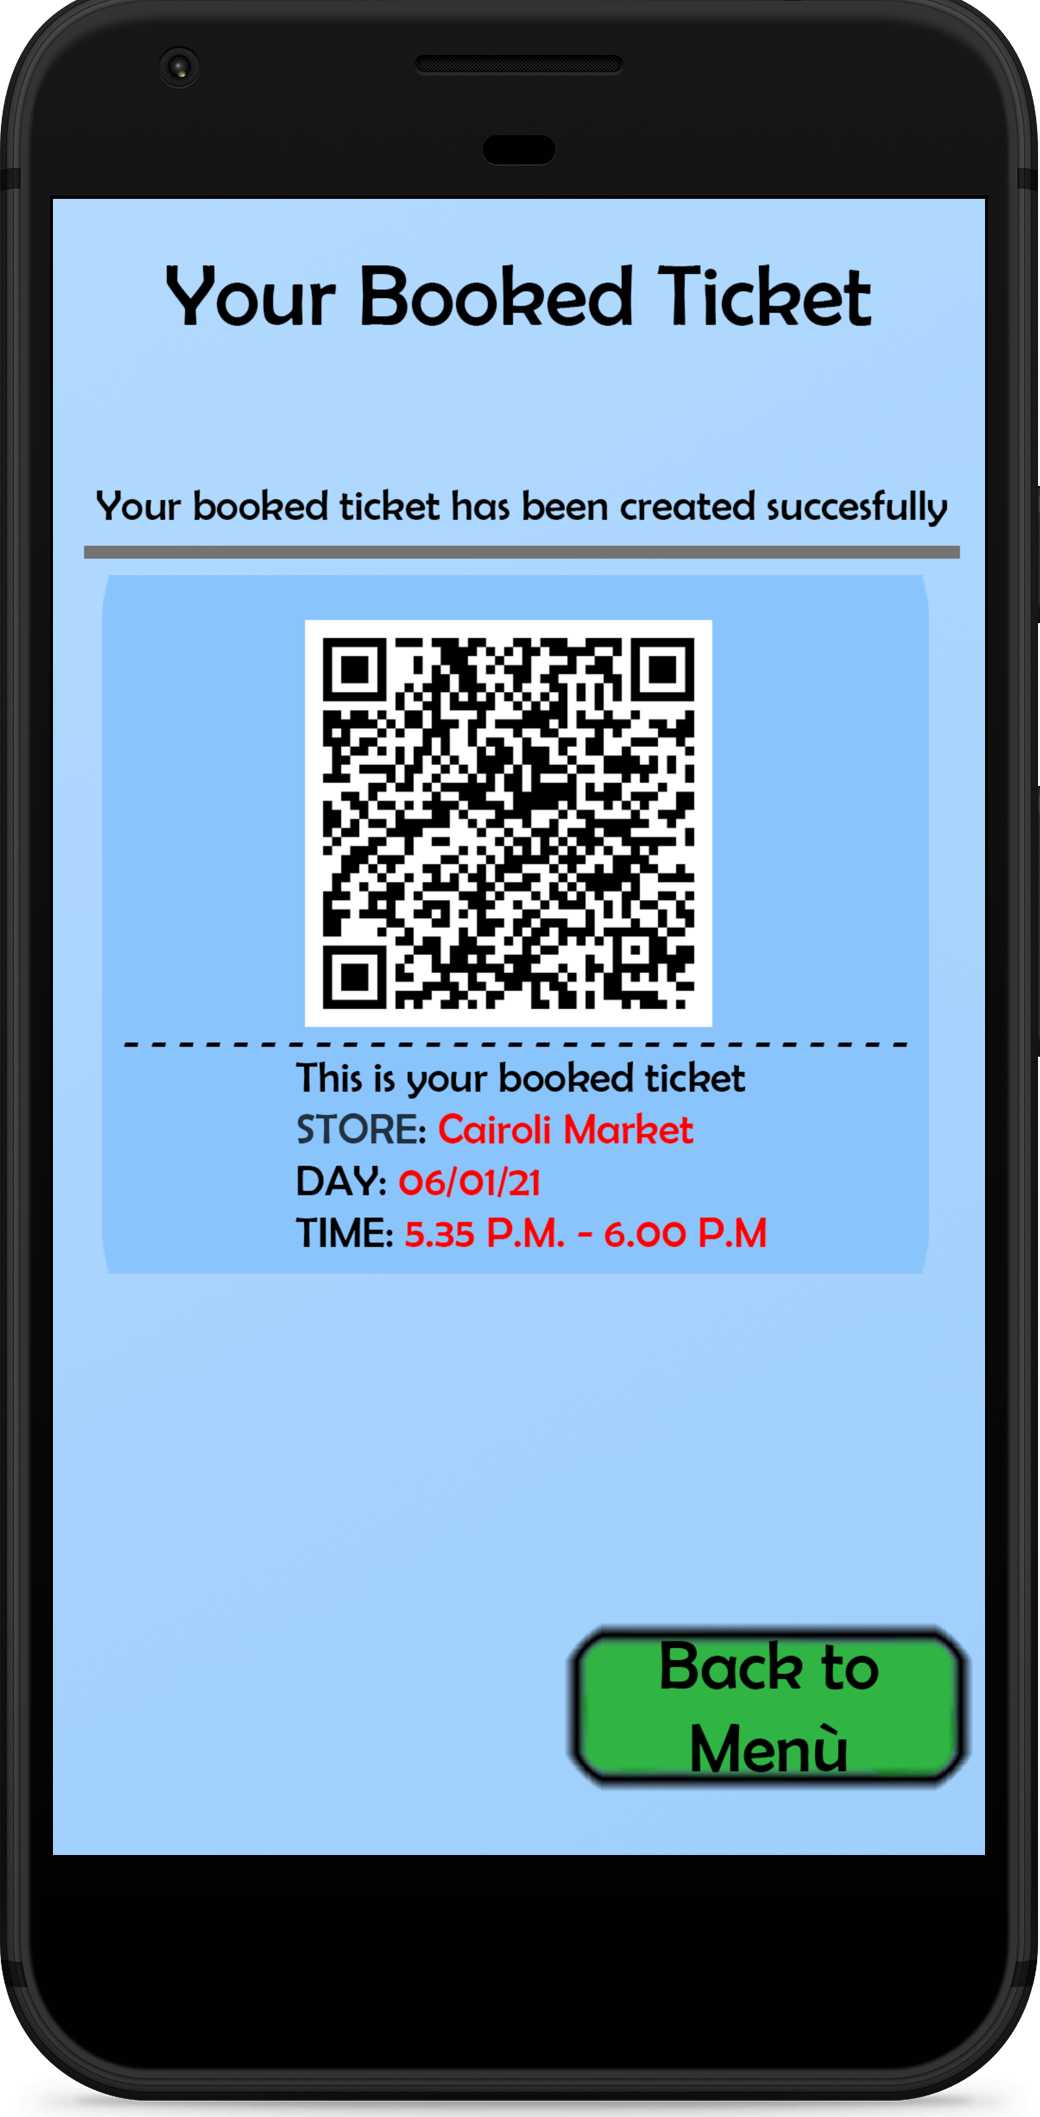 Your Booked Ticket
Your booked ticket has been created succesfully
This is your booked ticket
STORE: Cairoli Market
DAY: 06/01/21
TIME: 5.35 P.M. - 6.00 P.M
Back to
Menù